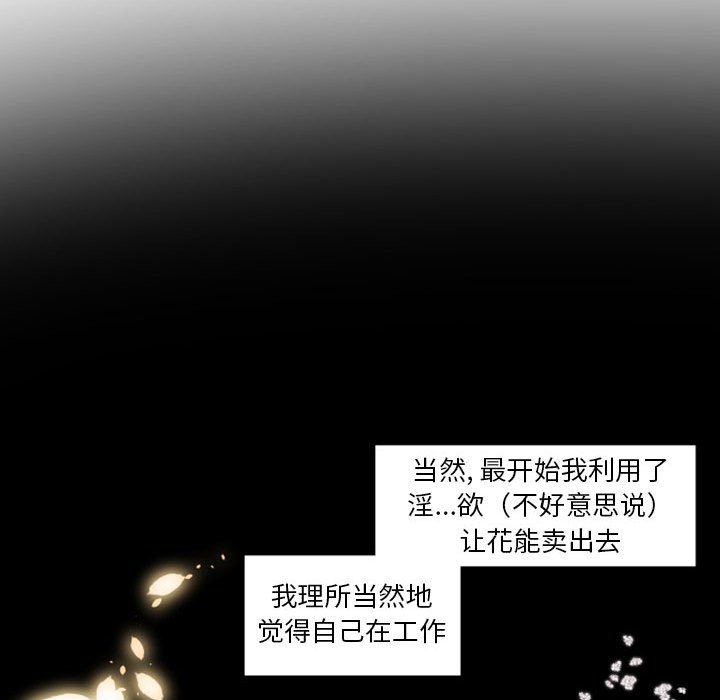 当然, 最开始我利用了
淫...欲（不好意思说）
让花能卖出去
我理所当然地
觉得自己在工作